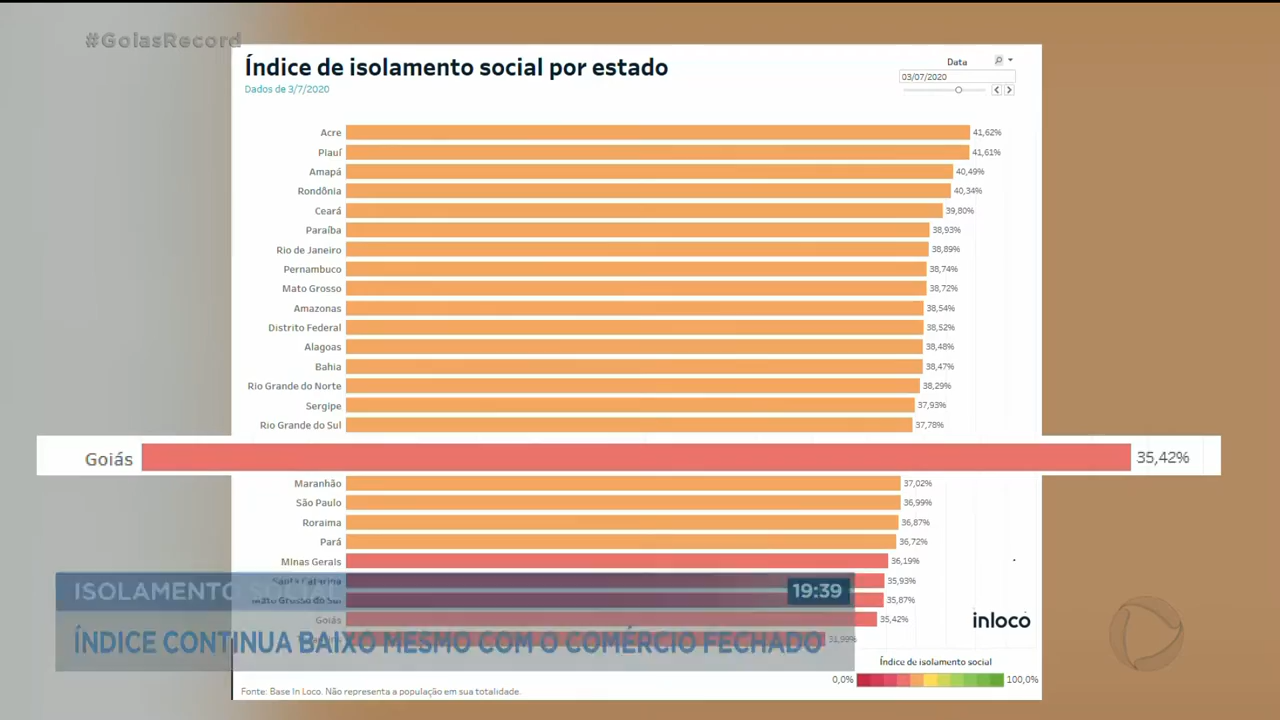 #GoiasRecord
Índice de isolamento social por estado
Dados de 3/7/2020
Data
03/07/2020
Acre 41,62%
Piauí 41,61%
Amapá 40,49%
Rondônia 40,34%
Ceará 39,80%
Paraíba 38,93%
Rio de Janeiro 38,89%
Pernambuco 38,74%
Mato Grosso 38,72%
Amazonas 38,54%
Distrito Federal 38,52%
Alagoas 38,48%
Bahia 38,47%
Rio Grande do Norte 38,29%
Sergipe 37,93%
Rio Grande do Sul 37,78%
Goiás 35,42%
Maranhão 37,02%
São Paulo 36,99%
Roraima 36,87%
Pará 36,72%
Minas Gerais 36,19%
Santa Catarina 35,93%
Mato Grosso do Sul 35,87%
Goiás 35,42%
31,99%
ISOLAMENTO
19:39
ÍNDICE CONTINUA BAIXO MESMO COM O COMÉRCIO FECHADO
inloco
Índice de isolamento social
0,0% 100,0%
Fonte: Base In Loco. Não representa a população em sua totalidade.